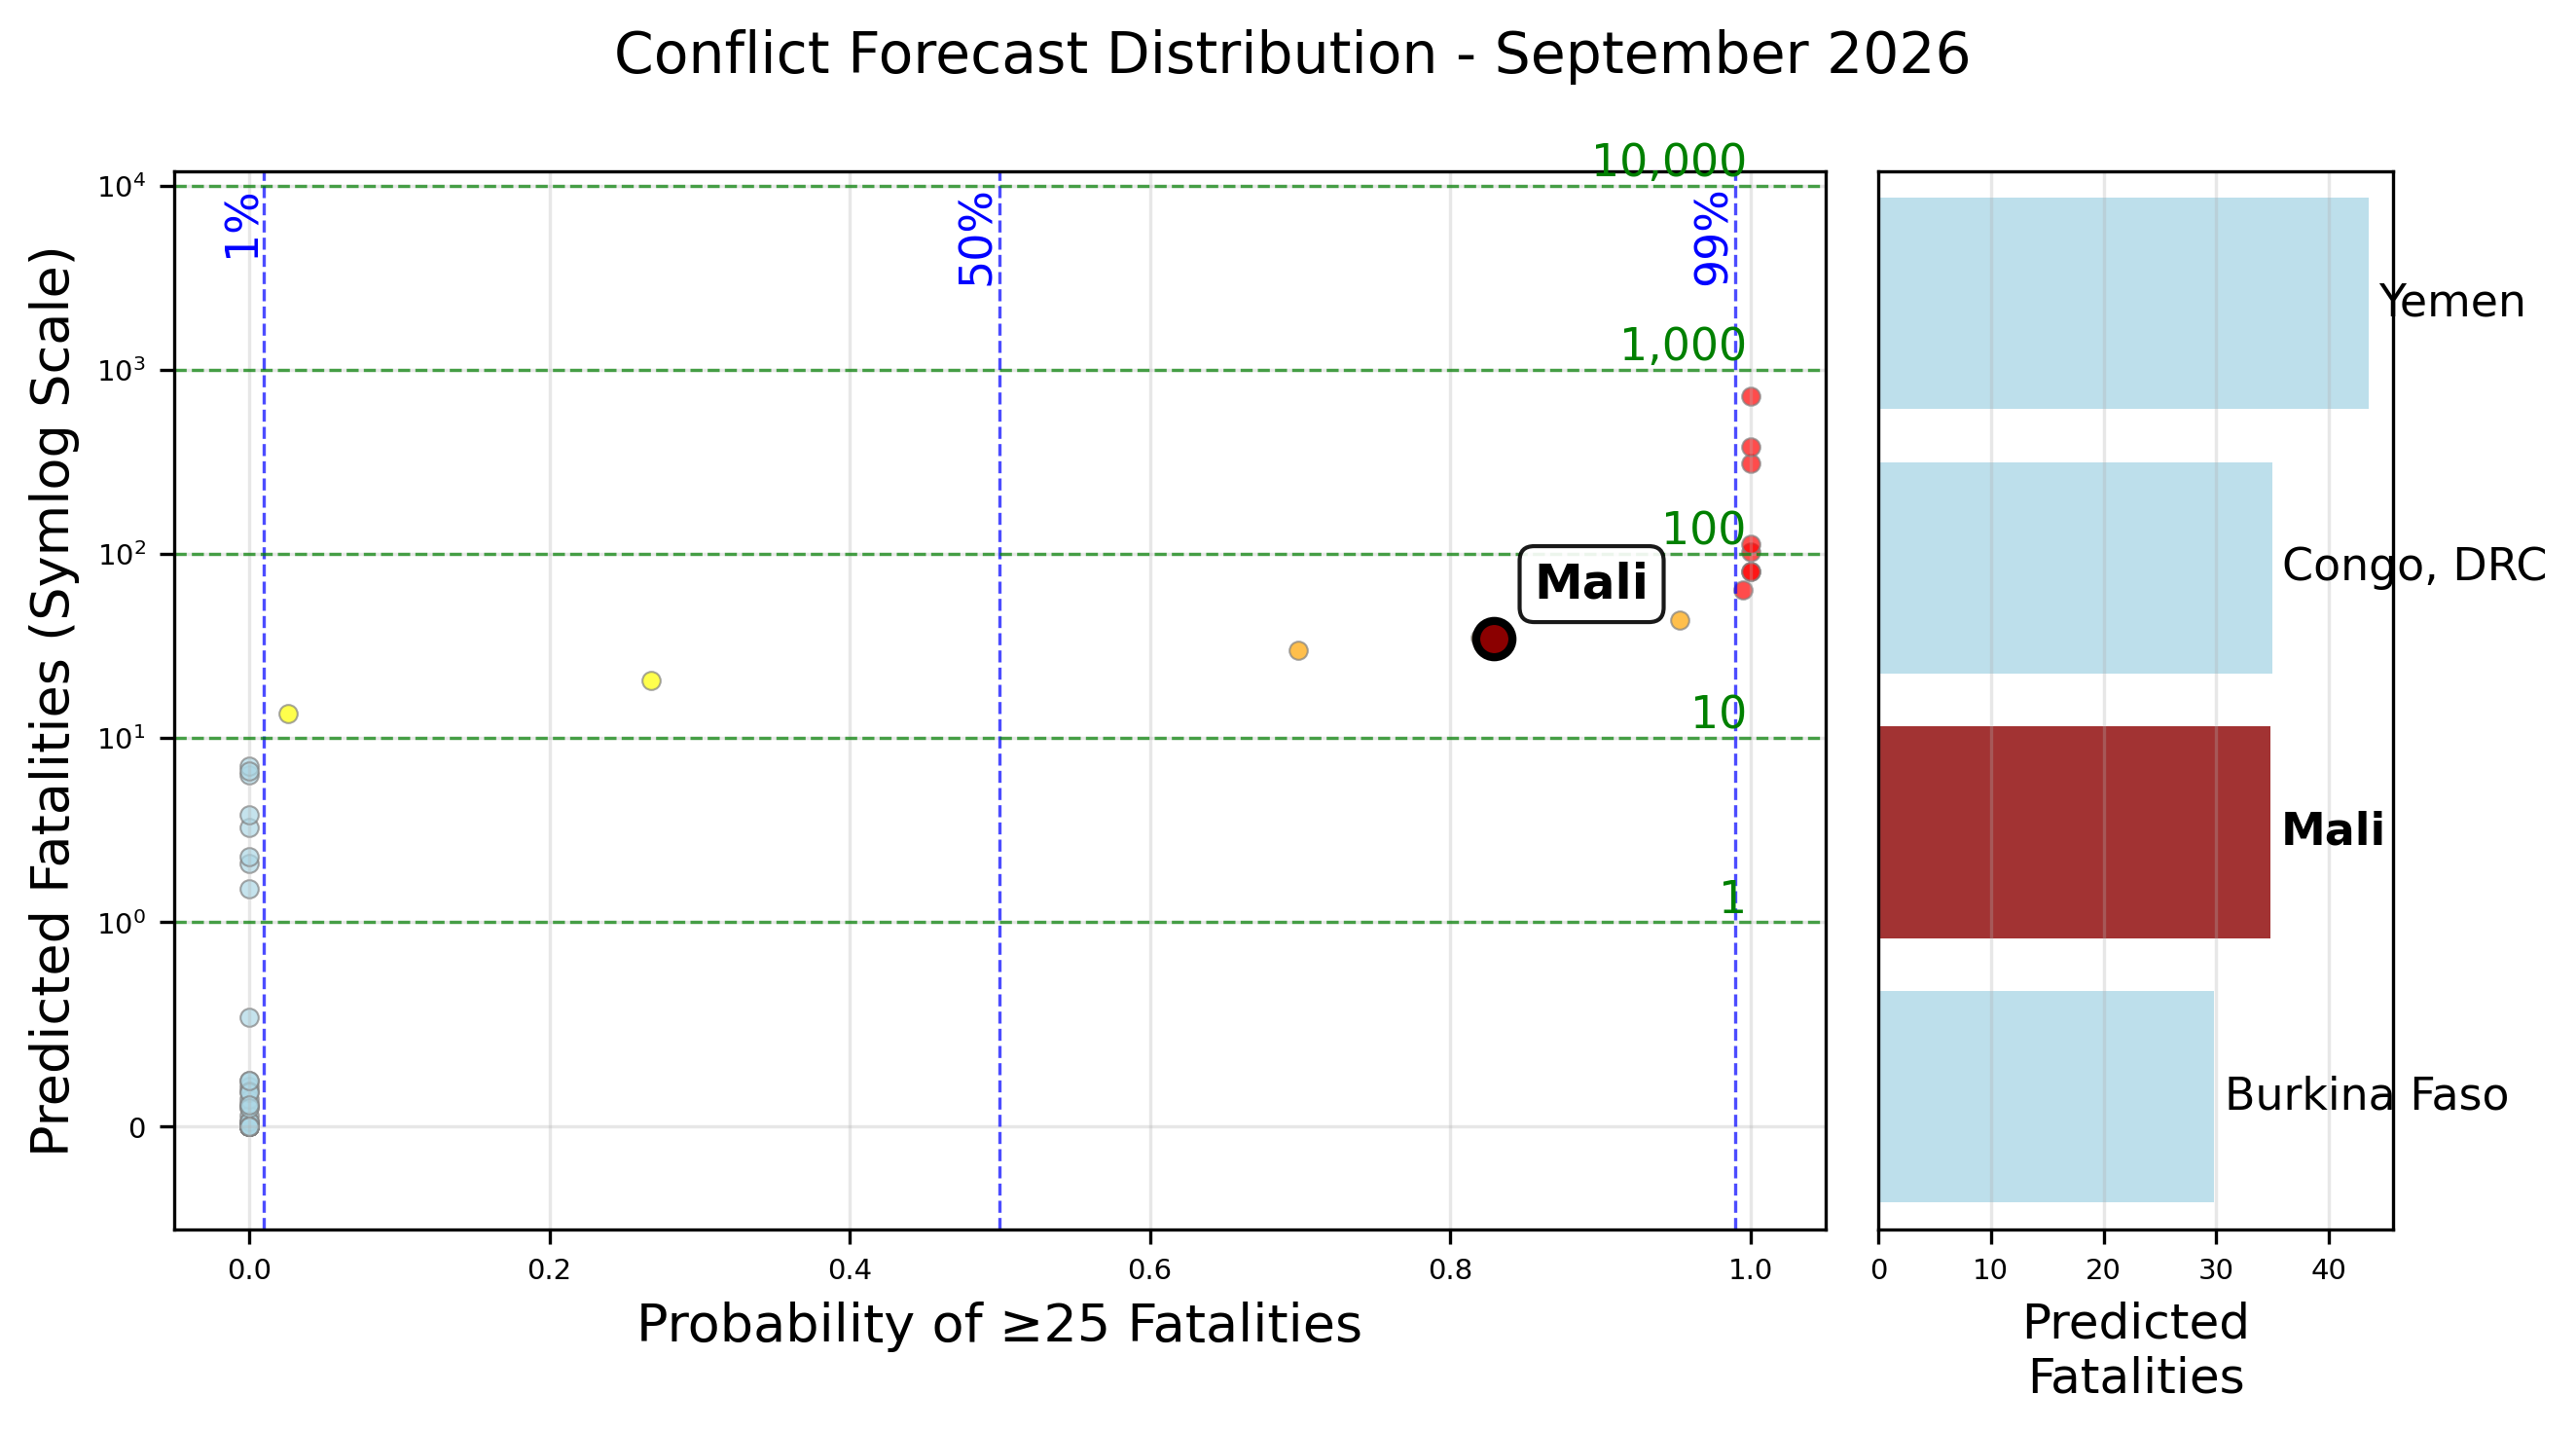 Conflict Forecast Distribution - September 2026
Predicted Fatalities (Symlog Scale)
10⁴
10³
10²
10¹
10⁰
0
1%
50%
99%
10,000
1,000
100
10
1
Mali
0.0 0.2 0.4 0.6 0.8 1.0
Probability of ≥25 Fatalities
Yemen
Congo, DRC
Mali
Burkina Faso
0 10 20 30 40
Predicted
Fatalities